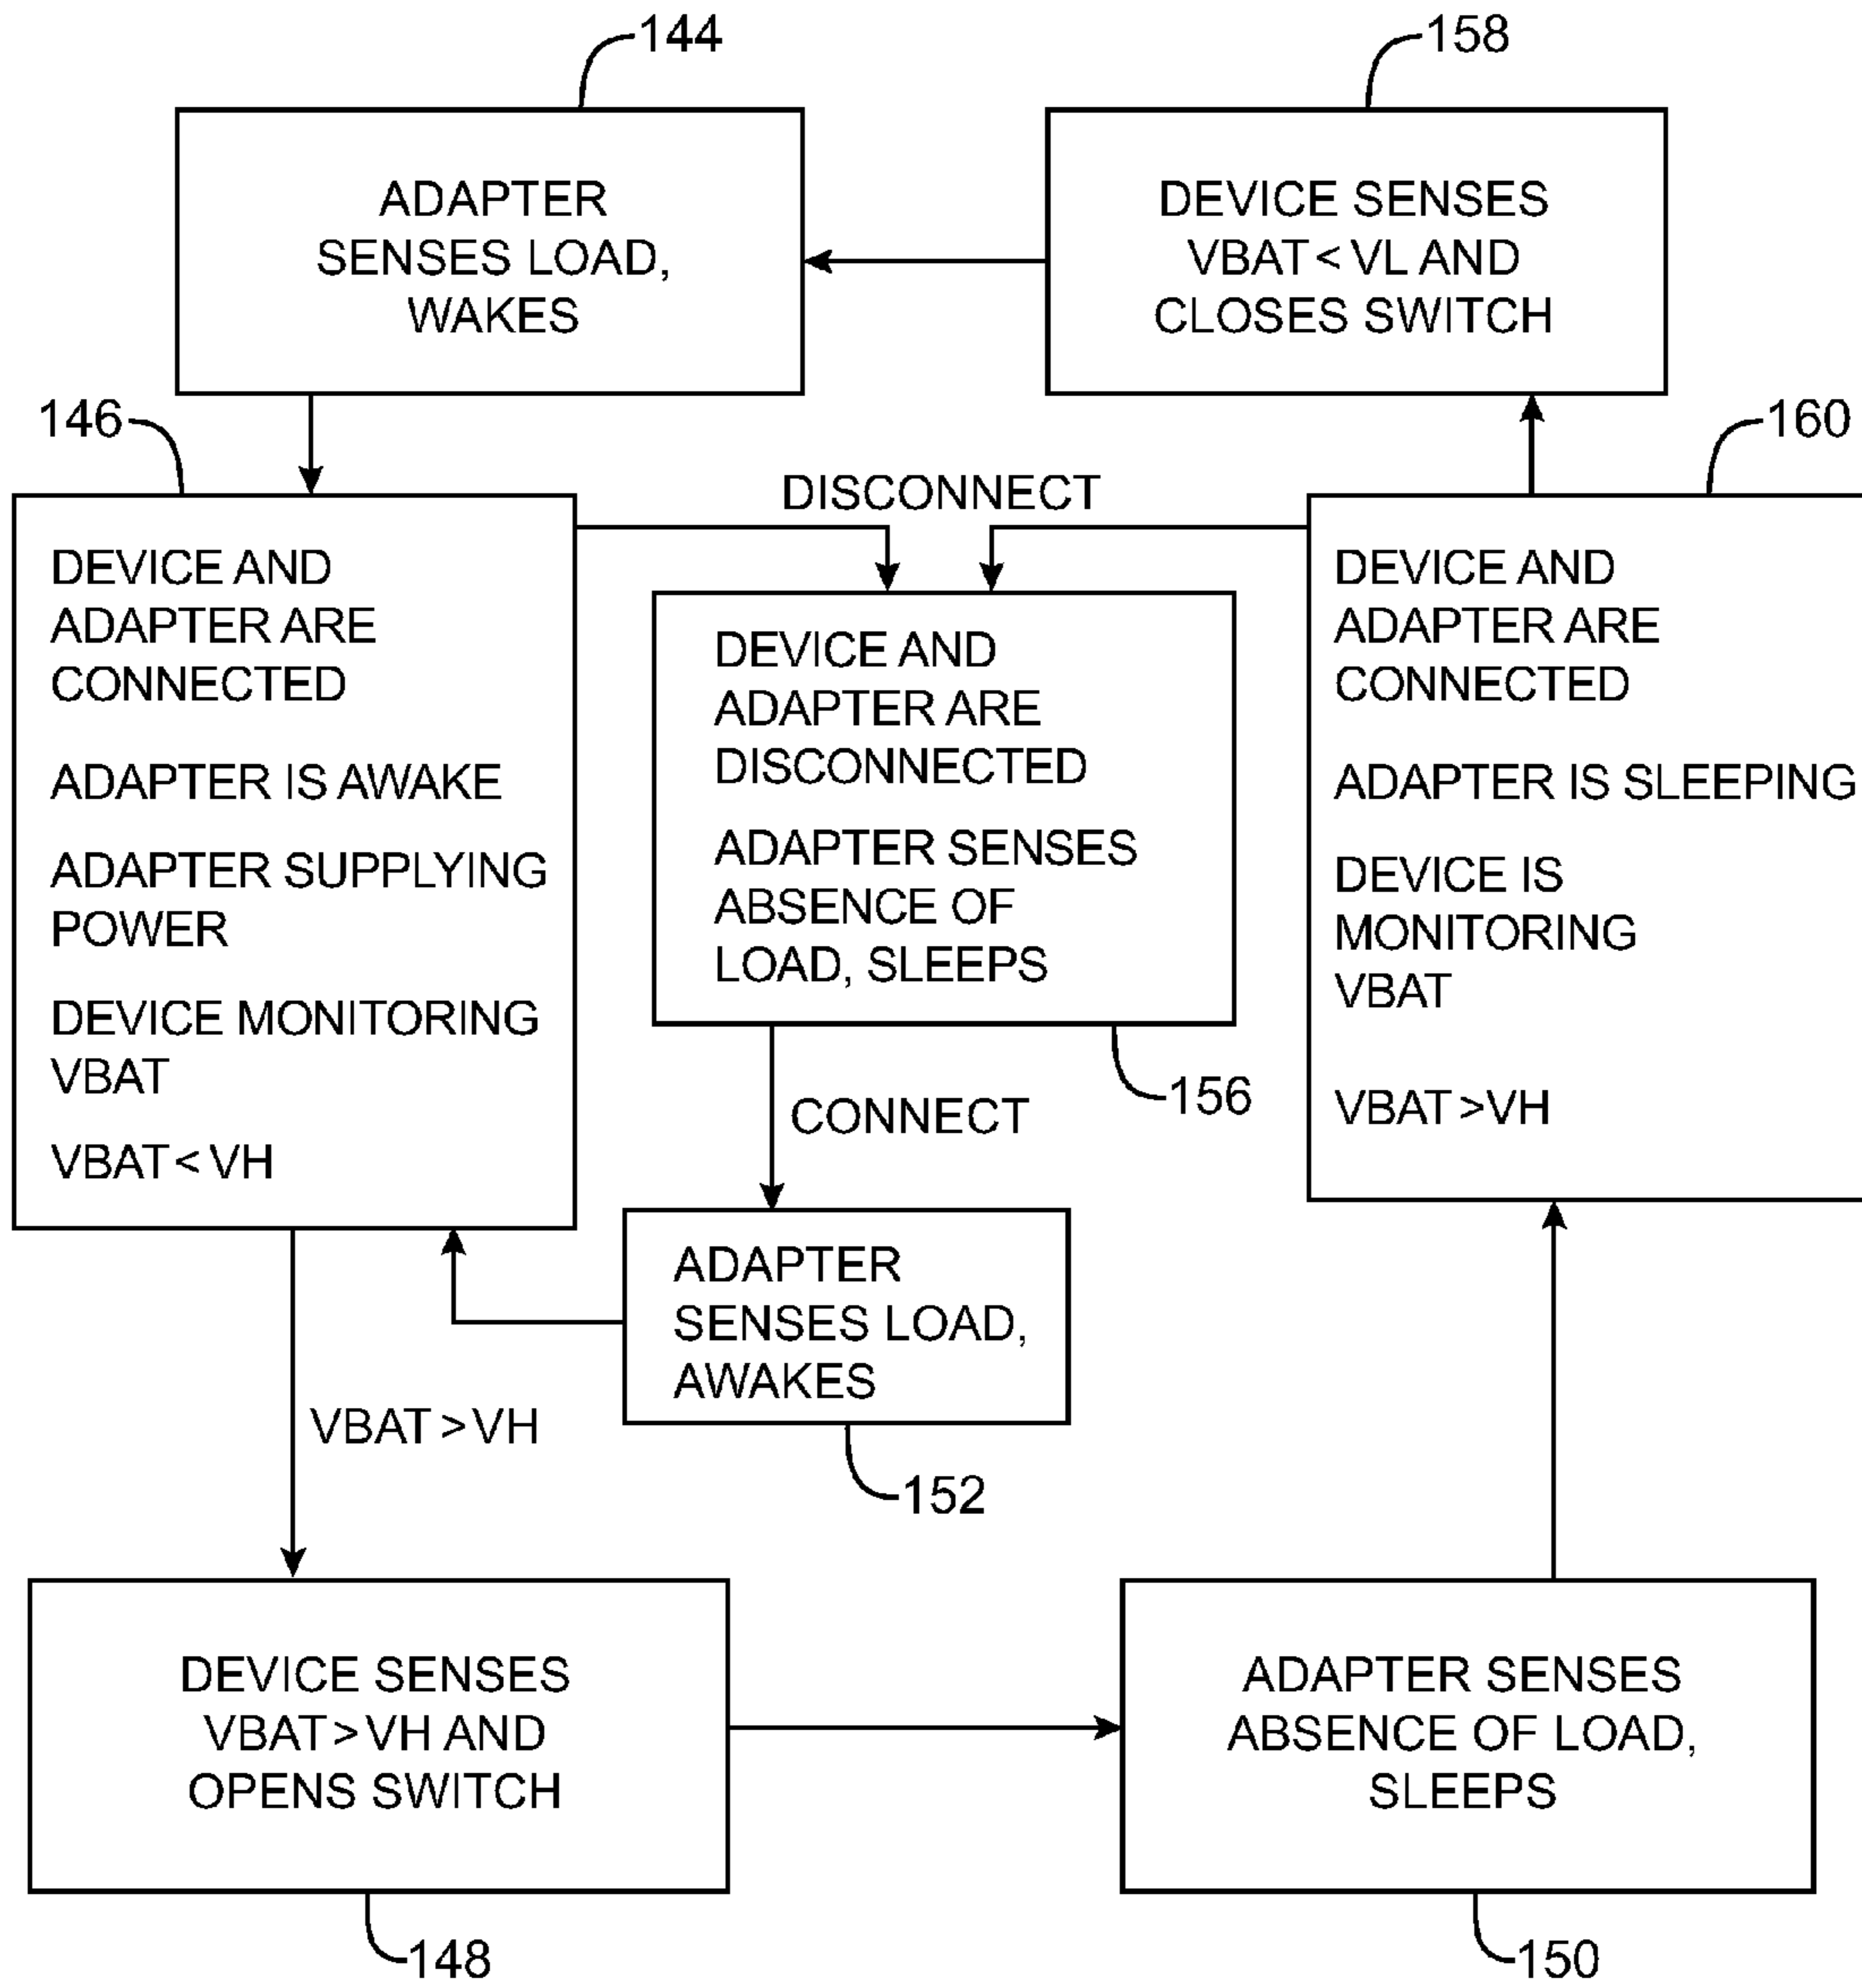 144
158
ADAPTER
SENSES LOAD,
WAKES
DEVICE SENSES
VBAT < VL AND
CLOSES SWITCH
146
160
DISCONNECT
DEVICE AND
ADAPTER ARE
CONNECTED
ADAPTER IS AWAKE
ADAPTER SUPPLYING
POWER
DEVICE MONITORING
VBAT
VBAT < VH
DEVICE AND
ADAPTER ARE
DISCONNECTED
ADAPTER SENSES
ABSENCE OF
LOAD, SLEEPS
DEVICE AND
ADAPTER ARE
CONNECTED
ADAPTER IS SLEEPING
DEVICE IS
MONITORING
VBAT
VBAT >VH
156
CONNECT
ADAPTER
SENSES LOAD,
AWAKES
VBAT > VH
152
DEVICE SENSES
VBAT > VH AND
OPENS SWITCH
ADAPTER SENSES
ABSENCE OF LOAD,
SLEEPS
148
150